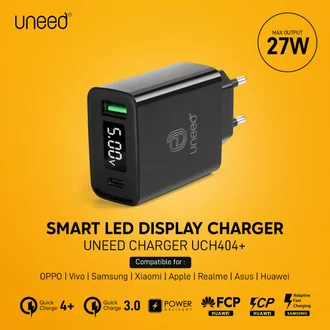 uneed®
MAX OUTPUT
27W
5.00V
uneed®
SMART LED DISPLAY CHARGER
UNEED CHARGER UCH404+
Compatible for :
OPPO | Vivo | Samsung | Xiaomi | Apple | Realme | Asus | Huawei
Quick Charge 4+
Quick Charge 3.0
POWER DELIVERY
FCP HUAWEI
SCP HUAWEI
Adaptive Fast Charging SAMSUNG